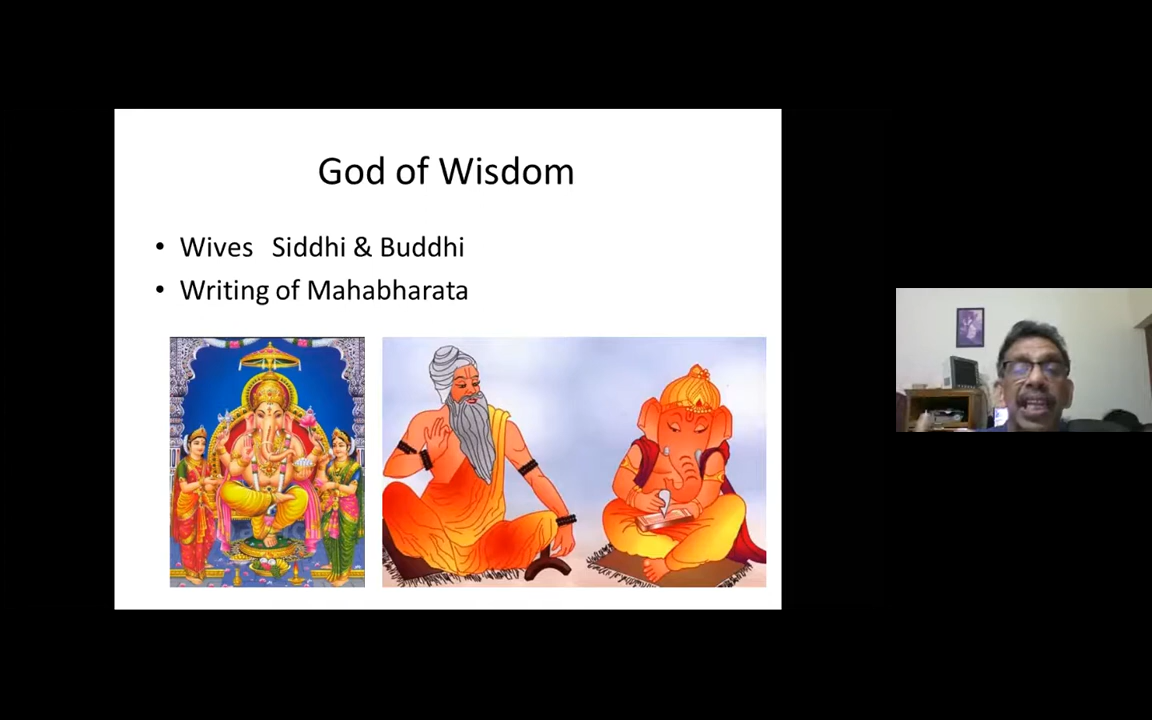 God of Wisdom
• Wives Siddhi & Buddhi
• Writing of Mahabharata